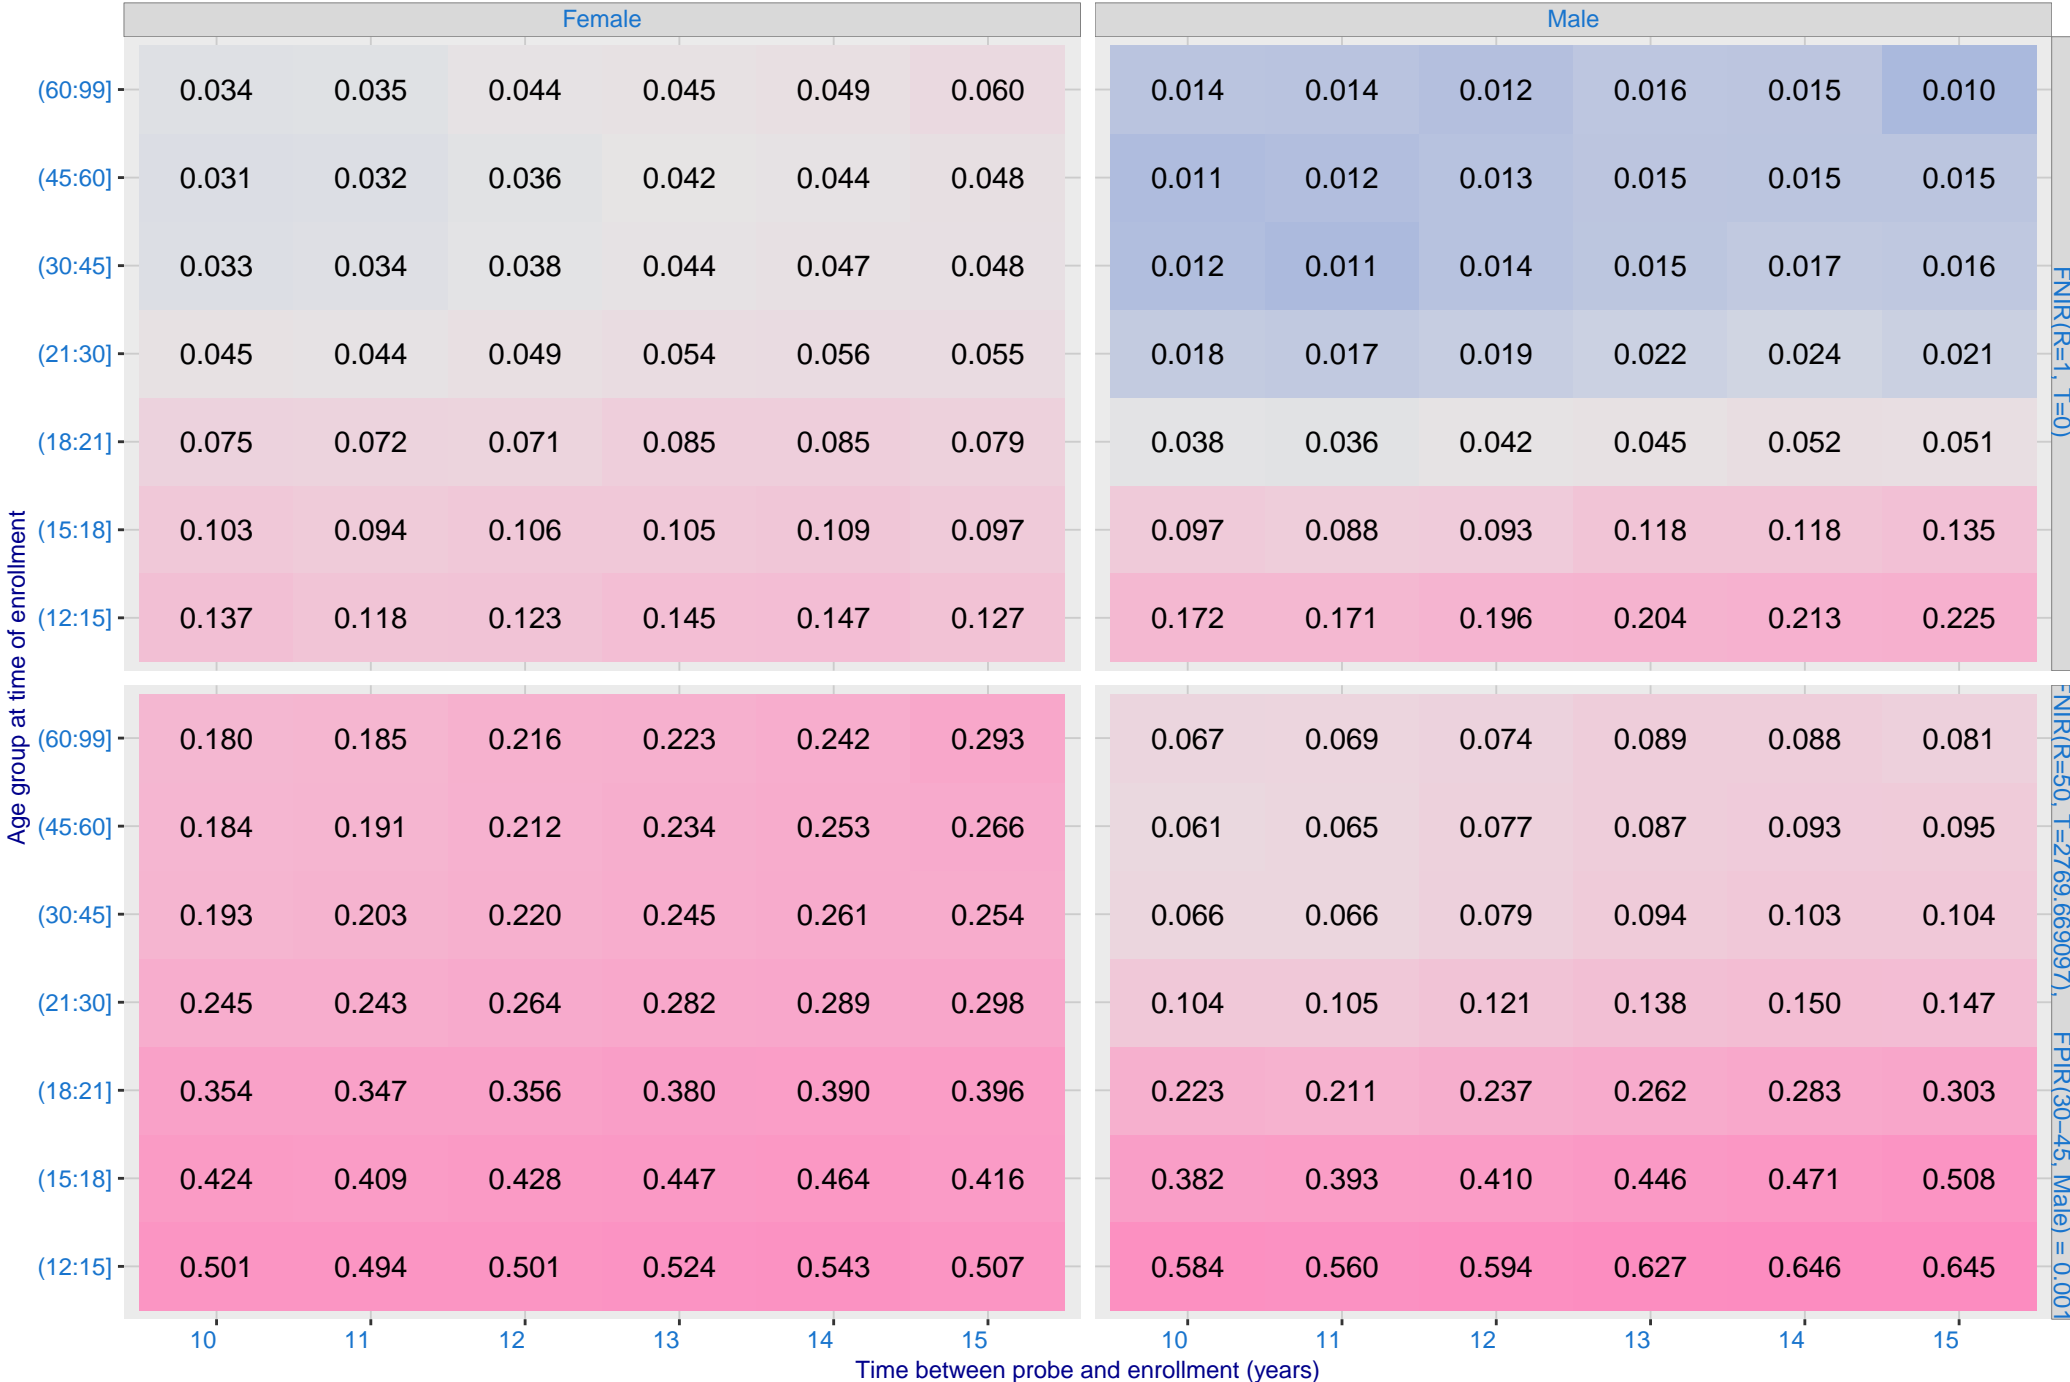 Female Male
(60:99] 0.034 0.035 0.044 0.045 0.049 0.060 0.014 0.014 0.012 0.016 0.015 0.010
(45:60] 0.031 0.032 0.036 0.042 0.044 0.048 0.011 0.012 0.013 0.015 0.015 0.015
(30:45] 0.033 0.034 0.038 0.044 0.047 0.048 0.012 0.011 0.014 0.015 0.017 0.016
(21:30] 0.045 0.044 0.049 0.054 0.056 0.055 0.018 0.017 0.019 0.022 0.024 0.021
(18:21] 0.075 0.072 0.071 0.085 0.085 0.079 0.038 0.036 0.042 0.045 0.052 0.051
(15:18] 0.103 0.094 0.106 0.105 0.109 0.097 0.097 0.088 0.093 0.118 0.118 0.135
(12:15] 0.137 0.118 0.123 0.145 0.147 0.127 0.172 0.171 0.196 0.204 0.213 0.225
FNIR(R=1, T=0)
Age group at time of enrollment
(60:99] 0.180 0.185 0.216 0.223 0.242 0.293 0.067 0.069 0.074 0.089 0.088 0.081
(45:60] 0.184 0.191 0.212 0.234 0.253 0.266 0.061 0.065 0.077 0.087 0.093 0.095
(30:45] 0.193 0.203 0.220 0.245 0.261 0.254 0.066 0.066 0.079 0.094 0.103 0.104
(21:30] 0.245 0.243 0.264 0.282 0.289 0.298 0.104 0.105 0.121 0.138 0.150 0.147
(18:21] 0.354 0.347 0.356 0.380 0.390 0.396 0.223 0.211 0.237 0.262 0.283 0.303
(15:18] 0.424 0.409 0.428 0.447 0.464 0.416 0.382 0.393 0.410 0.446 0.471 0.508
(12:15] 0.501 0.494 0.501 0.524 0.543 0.507 0.584 0.560 0.594 0.627 0.646 0.645
FNIR(R=50, T=2769.669097), FPIR(30−45, Male) = 0.001
10 11 12 13 14 15 10 11 12 13 14 15
Time between probe and enrollment (years)